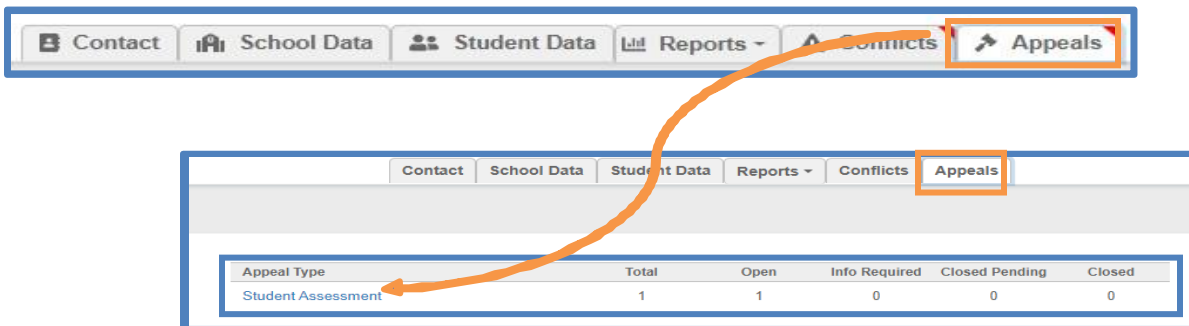 Contact School Data Student Data Reports Conflicts Appeals
Contact School Data Student Data Reports Conflicts Appeals
Appeal Type Total Open Info Required Closed Pending Closed
Student Assessment 1 1 0 0 0